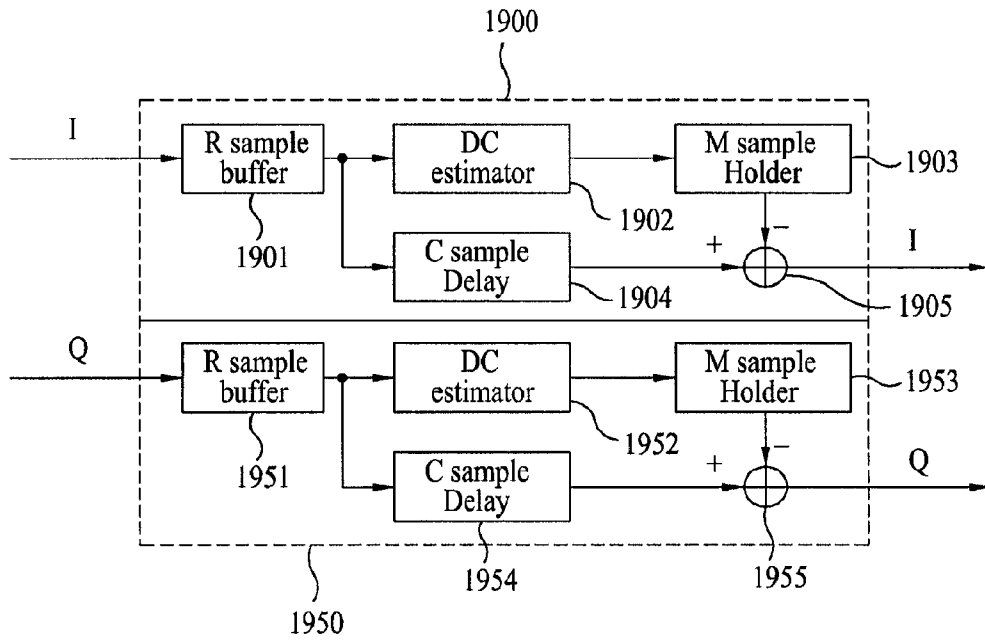 1900
I
R sample
buffer
DC
estimator
M sample
Holder
1903
1901
1902
−
+
I
C sample
Delay
1904
1905
Q
R sample
buffer
DC
estimator
M sample
Holder
1953
1951
1952
−
+
Q
C sample
Delay
1954
1955
1950